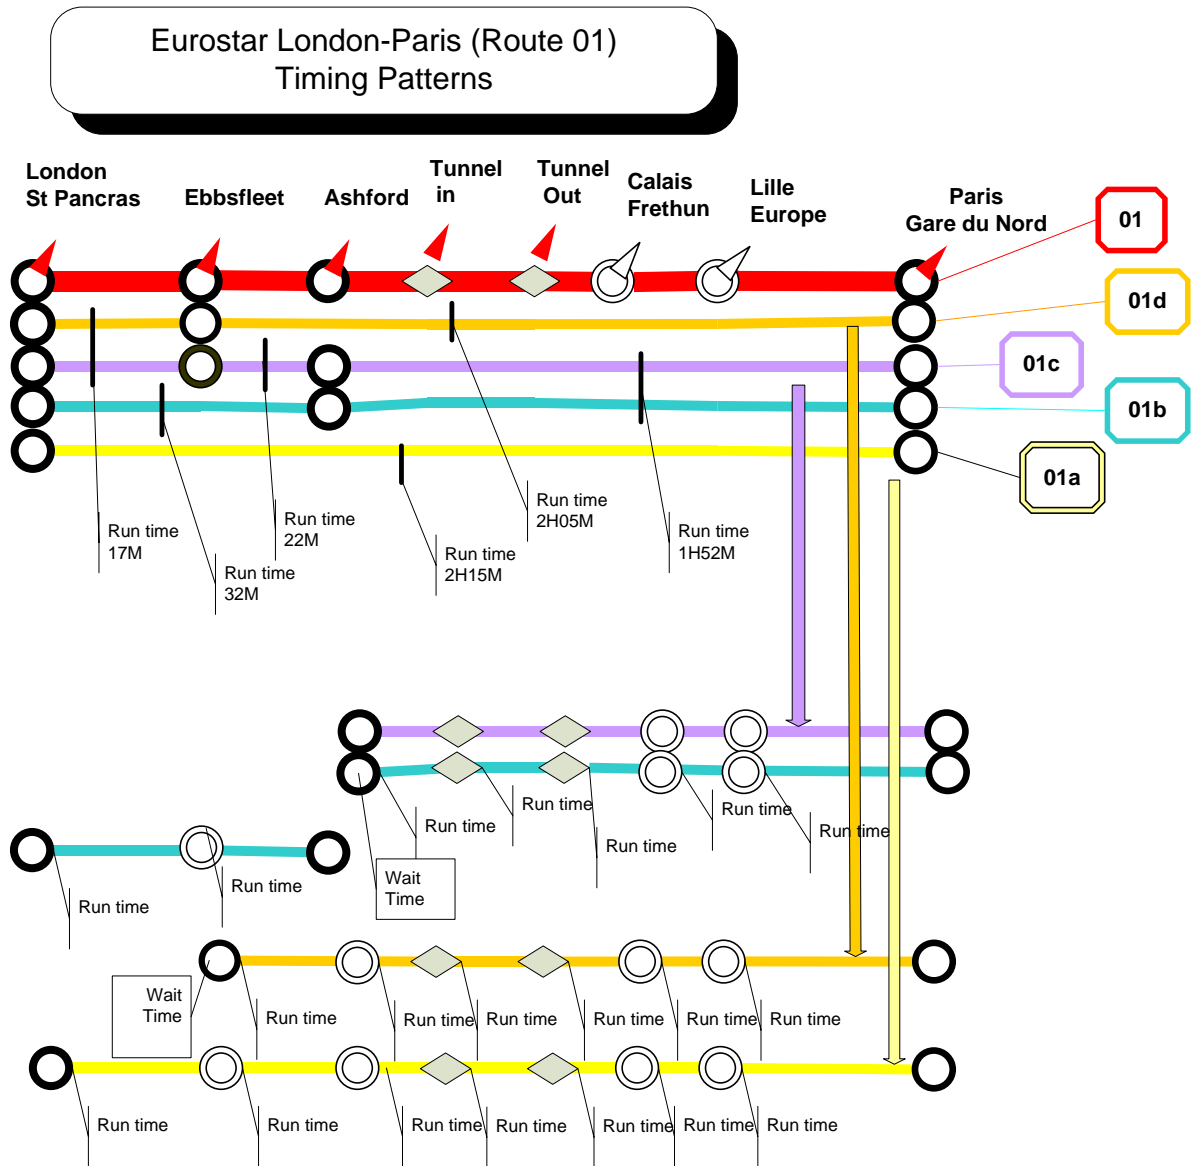 Eurostar London-Paris (Route 01)
Timing Patterns
London
St Pancras
Ebbsfleet
Ashford
Tunnel
in
Tunnel
Out
Calais
Frethun
Lille
Europe
Paris
Gare du Nord
01
01d
01c
01b
01a
Run time
17M
Run time
32M
Run time
22M
Run time
2H15M
Run time
2H05M
Run time
1H52M
Run time
Run time
Run time
Run time
Run time
Wait
Time
Run time
Run time
Wait
Time
Run time
Run time
Run time
Run time
Run time
Run time
Run time
Run time
Run time
Run time
Run time
Run time
Run time